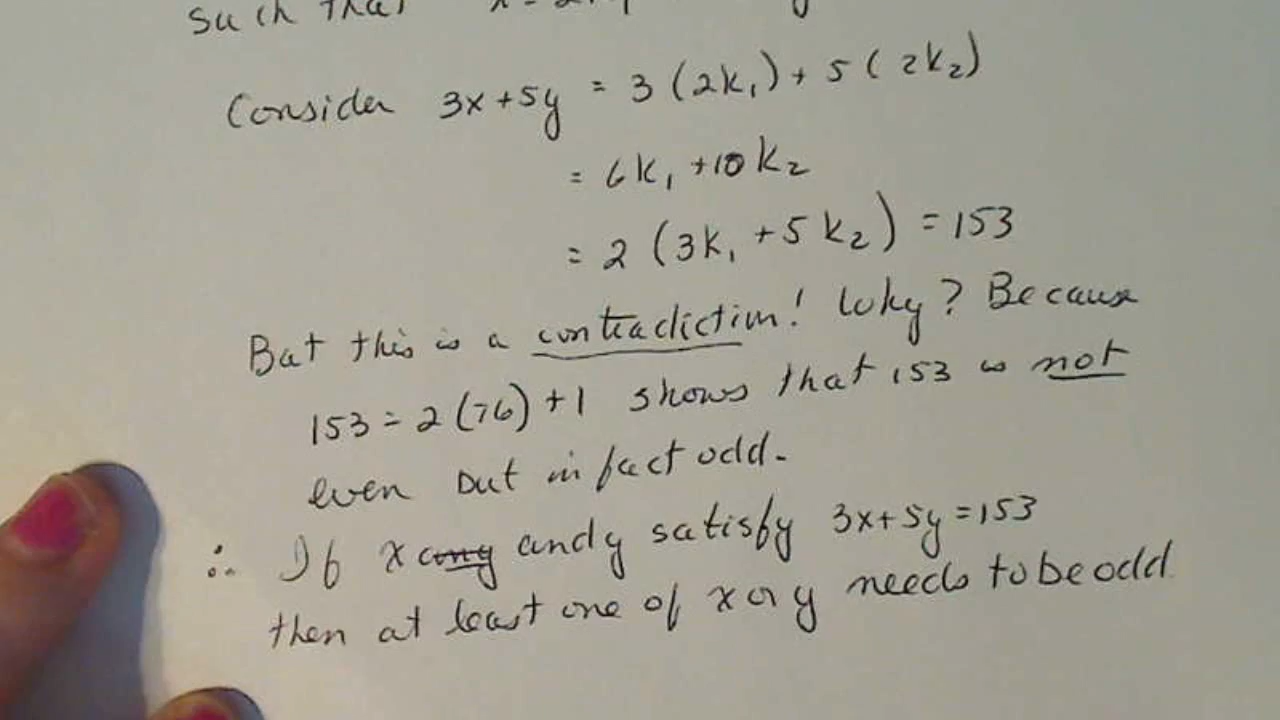 Such that
Consider 3x+5y = 3(2k₁) + 5(2k₂)
= 6k₁ + 10k₂
= 2(3k₁ + 5k₂) = 153
But this is a contradiction! Why? Because
153 = 2(76) + 1 shows that 153 is not
even but in fact odd.
∴ If x and y satisfy 3x+5y = 153
then at least one of x or y needs to be odd